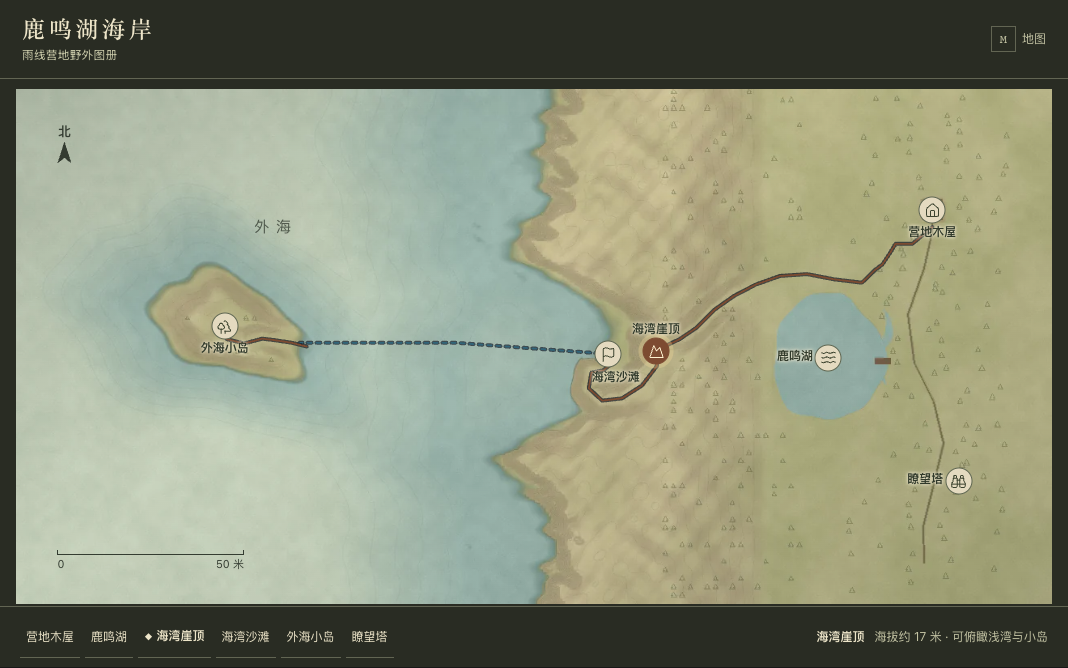 鹿鸣湖海岸
雨线营地野外图册
M 地图
北
外海
营地木屋
海湾崖顶
外海小岛
鹿鸣湖
海湾沙滩
瞭望塔
0 50 米
营地木屋 鹿鸣湖 海湾崖顶 海湾沙滩 外海小岛 瞭望塔
海湾崖顶 海拔约 17 米 · 可俯瞰浅湾与小岛